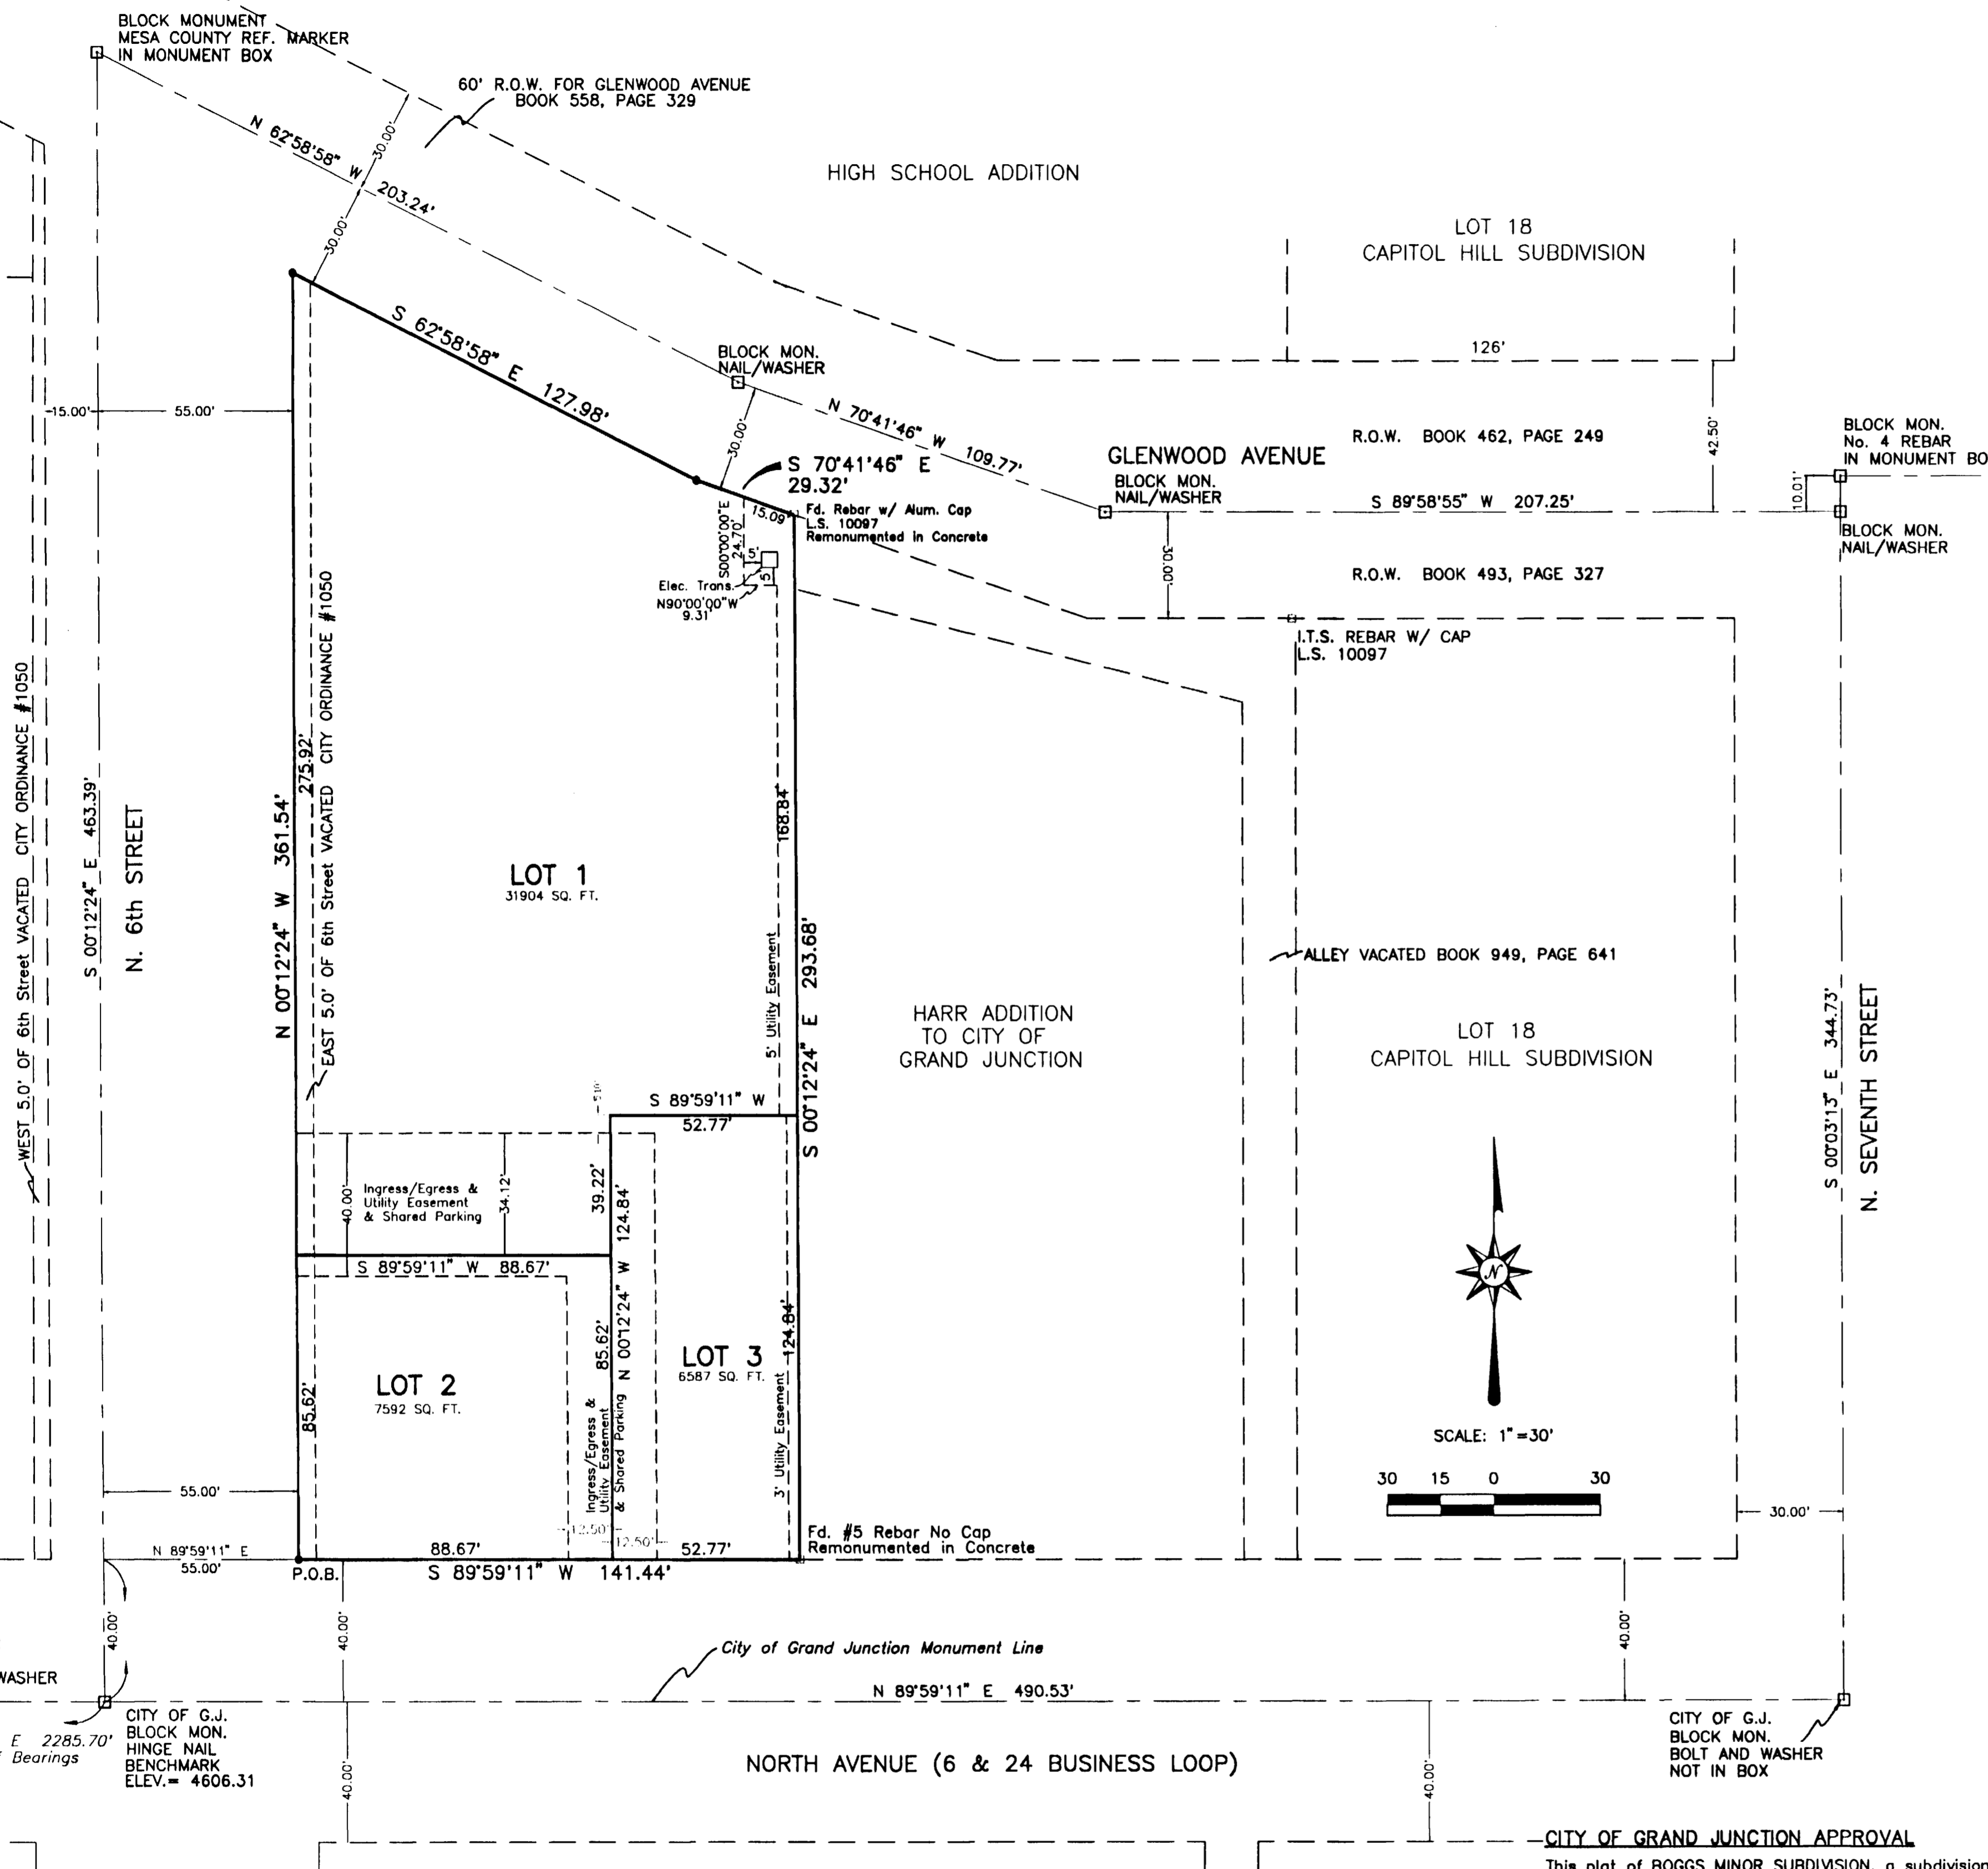 BLOCK MONUMENT
MESA COUNTY REF. MARKER
IN MONUMENT BOX
60' R.O.W. FOR GLENWOOD AVENUE
BOOK 558, PAGE 329
N 62°58'58" W 203.24'
30.00'
30.00'
HIGH SCHOOL ADDITION
LOT 18
CAPITOL HILL SUBDIVISION
126'
S 62°58'58" E 127.98'
BLOCK MON.
NAIL/WASHER
30.00'
N 70°41'46" W 109.77'
S 70°41'46" E
29.32'
15.09'
GLENWOOD AVENUE
BLOCK MON.
NAIL/WASHER
R.O.W. BOOK 462, PAGE 249
42.50'
S 89°58'55" W 207.25'
30.00'
R.O.W. BOOK 493, PAGE 327
BLOCK MON.
No. 4 REBAR
IN MONUMENT BO
10.01'
BLOCK MON.
NAIL/WASHER
15.00'
55.00'
Fd. Rebar w/ Alum. Cap
L.S. 10097
Remonumented in Concrete
S00°00'00"E
24.70'
5'
5'
Elec. Trans.
N90°00'00"W
9.31'
I.T.S. REBAR W/ CAP
L.S. 10097
WEST 5.0' OF 6th Street VACATED CITY ORDINANCE #1050
S 00°12'24" E 463.39'
N. 6th STREET
N 00°12'24" W 361.54'
275.92'
EAST 5.0' OF 6th Street VACATED CITY ORDINANCE #1050
LOT 1
31904 SQ. FT.
168.84'
5' Utility Easement
S 00°12'24" E 293.68'
HARR ADDITION
TO CITY OF
GRAND JUNCTION
ALLEY VACATED BOOK 949, PAGE 641
LOT 18
CAPITOL HILL SUBDIVISION
S 00°03'13" E 344.73'
N. SEVENTH STREET
S 89°59'11" W
52.77'
40.00'
Ingress/Egress &
Utility Easement
& Shared Parking
34.12'
39.22'
N 00°12'24" W 124.84'
S 89°59'11" W 88.67'
85.62'
85.62'
LOT 2
7592 SQ. FT.
Ingress/Egress &
Utility Easement
& Shared Parking
LOT 3
6587 SQ. FT.
124.84'
3' Utility Easement
N
SCALE: 1"=30'
30 15 0 30
30.00'
55.00'
12.50'
12.50'
N 89°59'11" E
55.00'
P.O.B.
88.67'
52.77'
S 89°59'11" W 141.44'
Fd. #5 Rebar No Cap
Remonumented in Concrete
40.00'
40.00'
40.00'
City of Grand Junction Monument Line
N 89°59'11" E 490.53'
WASHER
E 2285.70'
Bearings
CITY OF G.J.
BLOCK MON.
HINGE NAIL
BENCHMARK
ELEV.= 4606.31
40.00'
NORTH AVENUE (6 & 24 BUSINESS LOOP)
40.00'
CITY OF G.J.
BLOCK MON.
BOLT AND WASHER
NOT IN BOX
CITY OF GRAND JUNCTION APPROVAL
This plat of BOGGS MINOR SUBDIVISION, a subdivision